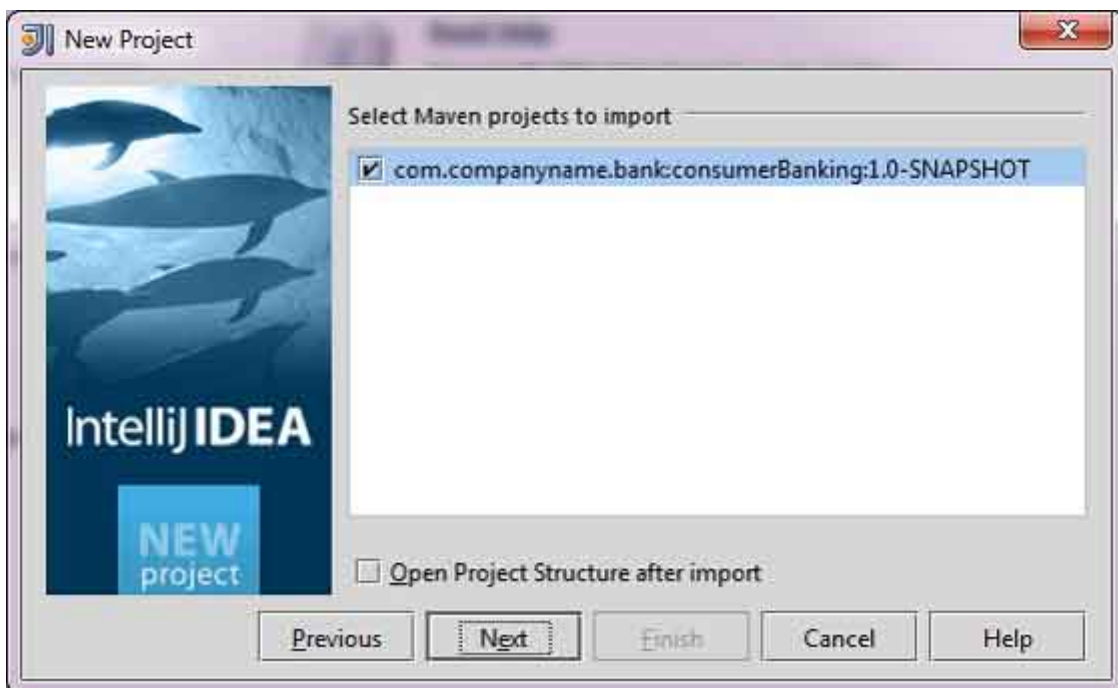 New Project
Select Maven projects to import
com.companyname.bank:consumerBanking:1.0-SNAPSHOT
IntelliJ IDEA
NEW
project
Open Project Structure after import
Previous
Next
Finish
Cancel
Help